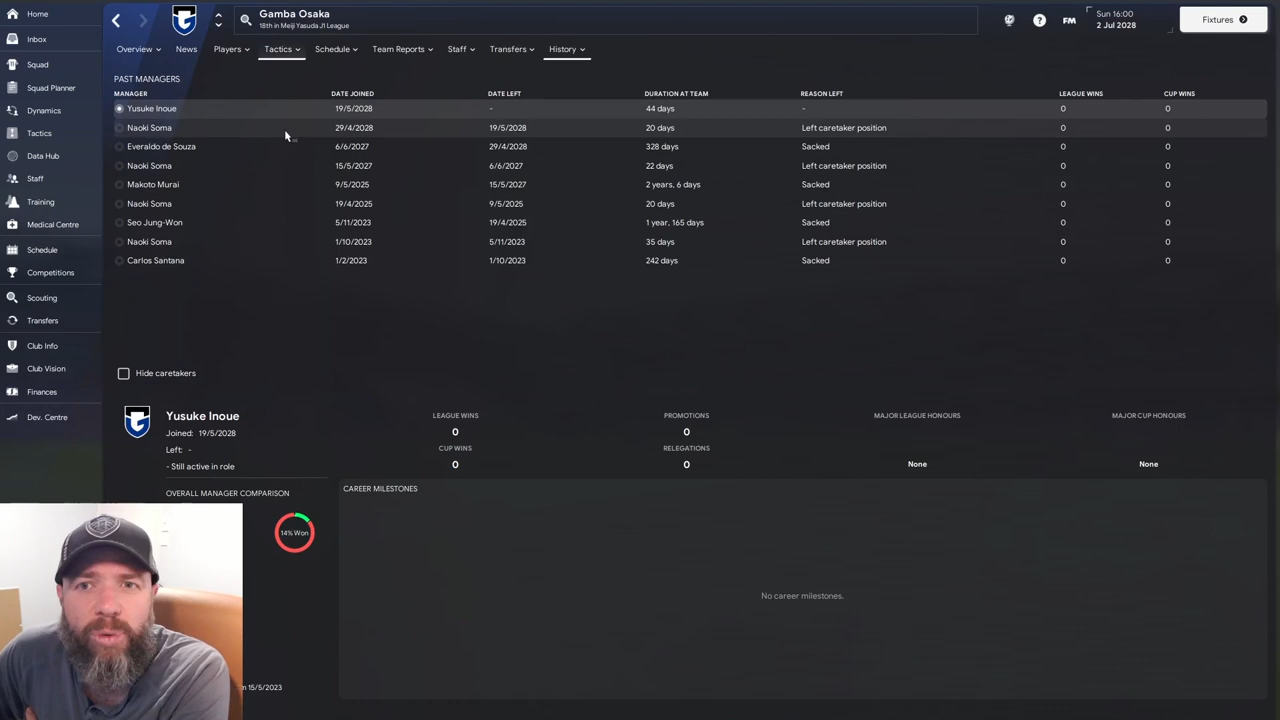 Home
Gamba Osaka
18th in Meiji Yasuda J1 League
FM
Sun 16:00
2 Jul 2028
Fixtures
Inbox
Overview
News
Players
Tactics
Schedule
Team Reports
Staff
Transfers
History
Squad
Squad Planner
Dynamics
Tactics
Data Hub
Staff
Training
Medical Centre
Schedule
Competitions
Scouting
Transfers
Club Info
Club Vision
Finances
Dev. Centre
PAST MANAGERS
MANAGER DATE JOINED DATE LEFT DURATION AT TEAM REASON LEFT LEAGUE WINS CUP WINS
Yusuke Inoue 19/5/2028 - 44 days - 0 0
Naoki Soma 29/4/2028 19/5/2028 20 days Left caretaker position 0 0
Everaldo de Souza 6/6/2027 29/4/2028 328 days Sacked 0 0
Naoki Soma 15/5/2027 6/6/2027 22 days Left caretaker position 0 0
Makoto Murai 9/5/2025 15/5/2027 2 years, 6 days Sacked 0 0
Naoki Soma 19/4/2025 9/5/2025 20 days Left caretaker position 0 0
Seo Jung-Won 5/11/2023 19/4/2025 1 year, 165 days Sacked 0 0
Naoki Soma 1/10/2023 5/11/2023 35 days Left caretaker position 0 0
Carlos Santana 1/2/2023 1/10/2023 242 days Sacked 0 0
Hide caretakers
Yusuke Inoue
Joined: 19/5/2028
Left: -
- Still active in role
LEAGUE WINS
0
CUP WINS
0
PROMOTIONS
0
RELEGATIONS
0
MAJOR LEAGUE HONOURS
None
MAJOR CUP HONOURS
None
OVERALL MANAGER COMPARISON
14% Won
CAREER MILESTONES
No career milestones.
15/5/2023